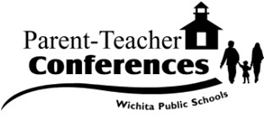 Parent-Teacher
Conferences
Wichita Public Schools